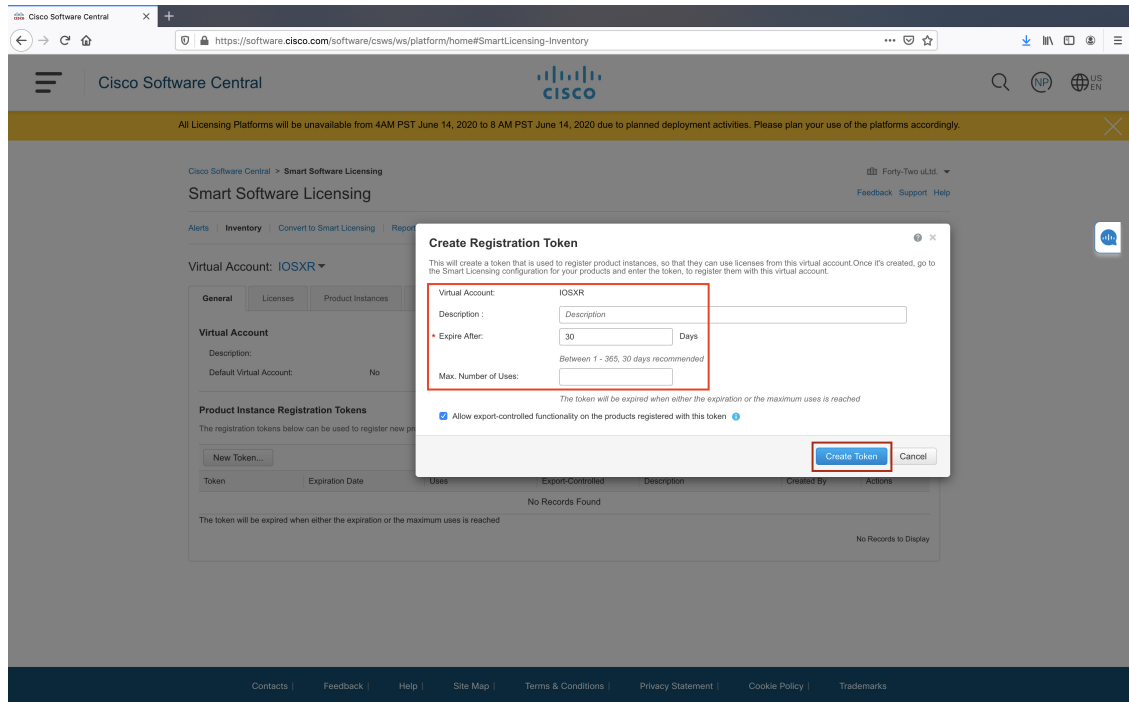 Cisco Software Central
https://software.cisco.com/software/csws/ws/platform/home#SmartLicensing-Inventory
Cisco Software Central
CISCO
NP
US
EN
All Licensing Platforms will be unavailable from 4AM PST June 14, 2020 to 8 AM PST June 14, 2020 due to planned deployment activities. Please plan your use of the platforms accordingly.
Cisco Software Central > Smart Software Licensing
Forty-Two uLtd.
Smart Software Licensing
Feedback Support Help
Alerts | Inventory | Convert to Smart Licensing | Report
Virtual Account: IOSXR
General
Licenses
Product Instances
Virtual Account
Description:
Default Virtual Account: No
Product Instance Registration Tokens
The registration tokens below can be used to register new pr
New Token...
Token Expiration Date Uses Export-Controlled Description Created By Actions
No Records Found
The token will be expired when either the expiration or the maximum uses is reached
No Records to Display
Create Registration Token
This will create a token that is used to register product instances, so that they can use licenses from this virtual account.Once it's created, go to
the Smart Licensing configuration for your products and enter the token, to register them with this virtual account.
Virtual Account: IOSXR
Description : Description
* Expire After: 30 Days
Between 1 - 365, 30 days recommended
Max. Number of Uses:
The token will be expired when either the expiration or the maximum uses is reached
Allow export-controlled functionality on the products registered with this token
Create Token Cancel
Contacts | Feedback | Help | Site Map | Terms & Conditions | Privacy Statement | Cookie Policy | Trademarks